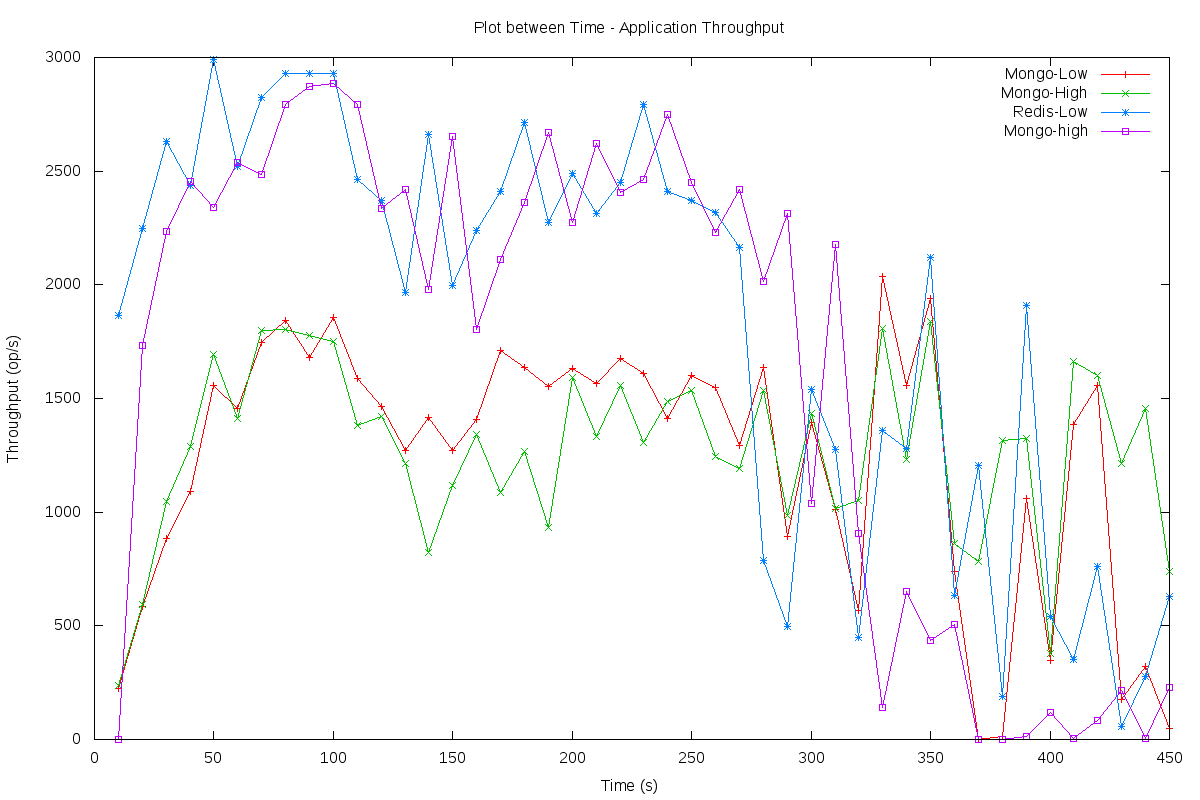 Plot between Time - Application Throughput
Mongo-Low
Mongo-High
Redis-Low
Mongo-high
Throughput (op/s)
3000
2500
2000
1500
1000
500
0
0 50 100 150 200 250 300 350 400 450
Time (s)